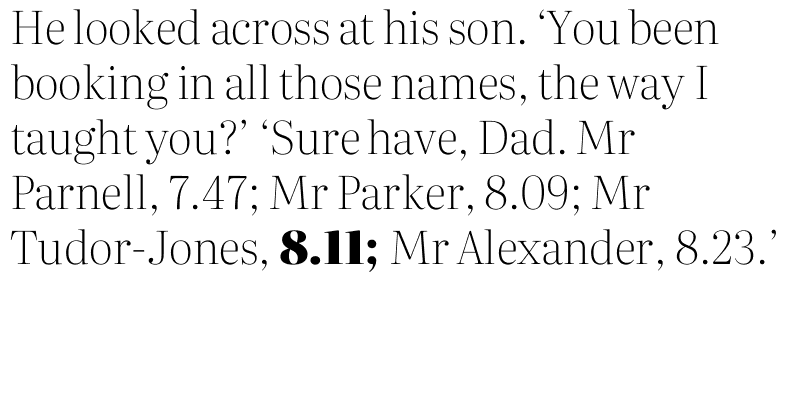 He looked across at his son. ‘You been
booking in all those names, the way I
taught you?’ ‘Sure have, Dad. Mr
Parnell, 7.47; Mr Parker, 8.09; Mr
Tudor-Jones, 8.11; Mr Alexander, 8.23.’